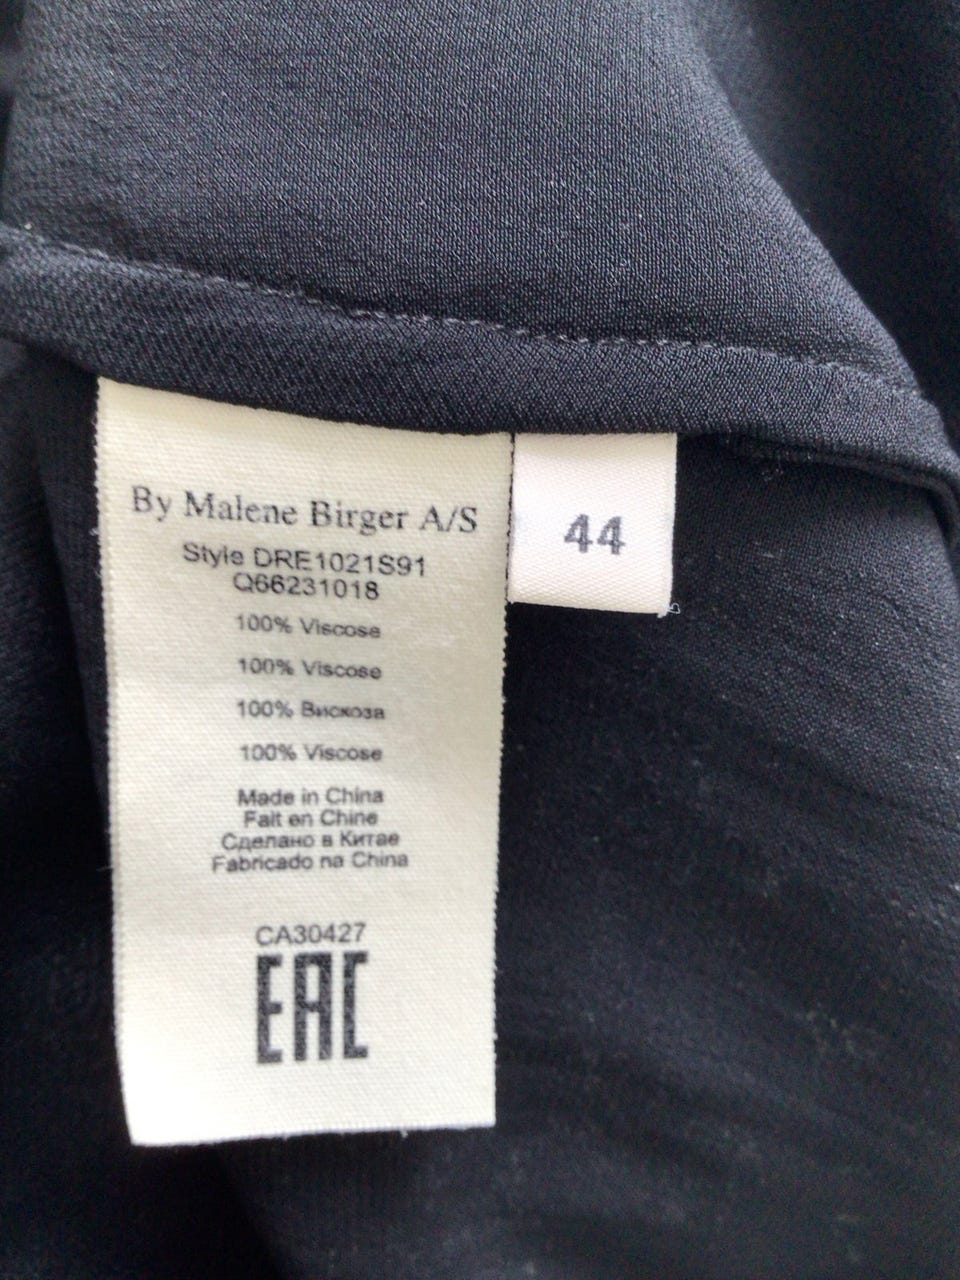 By Malene Birger A/S
Style DRE1021S91
Q66231018
100% Viscose
100% Viscose
100% Вискоза
100% Viscose
Made in China
Fait en Chine
Сделано в Китае
Fabricado na China
CA30427
EAC
44